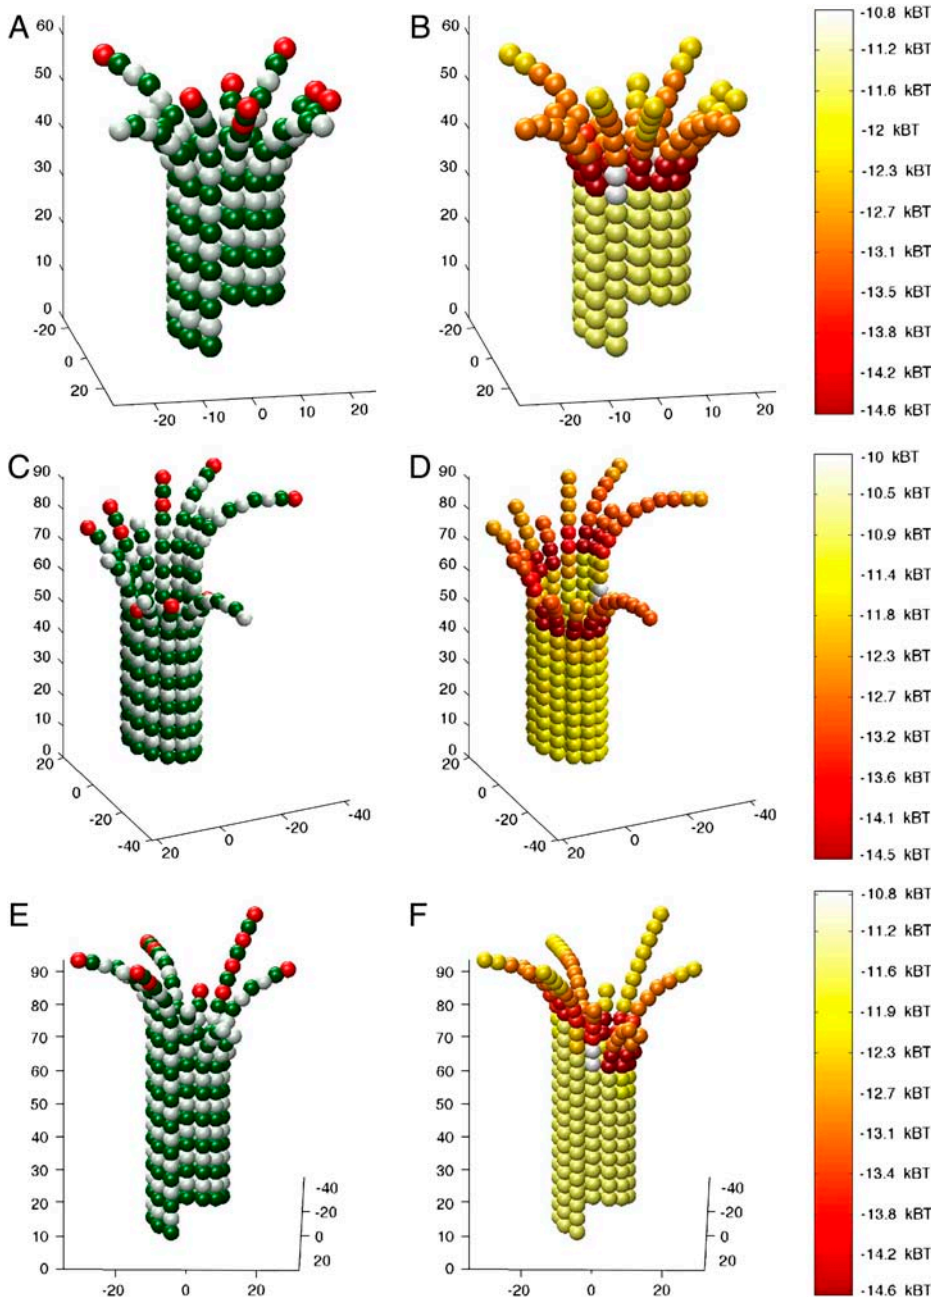 A
60
50
40
30
20
10
0
-20
0
20
-20
-10
0
10
20
B
60
50
40
30
20
10
0
-20
0
20
-20
-10
0
10
20
-10.8 kBT
-11.2 kBT
-11.6 kBT
-12 kBT
-12.3 kBT
-12.7 kBT
-13.1 kBT
-13.5 kBT
-13.8 kBT
-14.2 kBT
-14.6 kBT
C
90
80
70
60
50
40
30
20
10
0
20
0
-20
-40
20
0
-20
-40
D
90
80
70
60
50
40
30
20
10
0
20
0
-20
-40
20
0
-20
-40
-10 kBT
-10.5 kBT
-10.9 kBT
-11.4 kBT
-11.8 kBT
-12.3 kBT
-12.7 kBT
-13.2 kBT
-13.6 kBT
-14.1 kBT
-14.5 kBT
E
90
80
70
60
50
40
30
20
10
0
-20
0
20
-40
-20
0
20
F
90
80
70
60
50
40
30
20
10
0
-20
0
20
-40
-20
0
20
-10.8 kBT
-11.2 kBT
-11.6 kBT
-11.9 kBT
-12.3 kBT
-12.7 kBT
-13.1 kBT
-13.4 kBT
-13.8 kBT
-14.2 kBT
-14.6 kBT